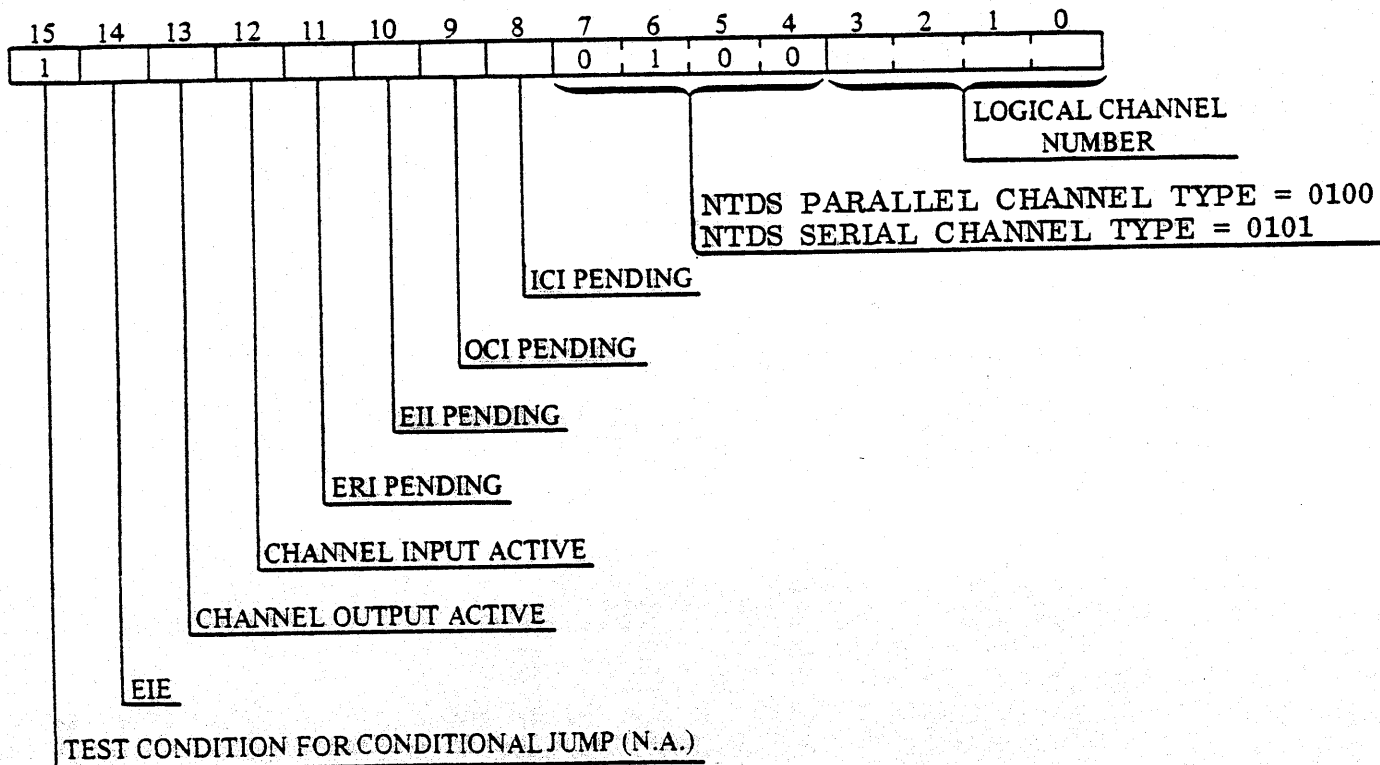 15 14 13 12 11 10 9 8 7 6 5 4 3 2 1 0
1 0 1 0 0
LOGICAL CHANNEL
NUMBER
NTDS PARALLEL CHANNEL TYPE = 0100
NTDS SERIAL CHANNEL TYPE = 0101
ICI PENDING
OCI PENDING
EII PENDING
ERI PENDING
CHANNEL INPUT ACTIVE
CHANNEL OUTPUT ACTIVE
EIE
TEST CONDITION FOR CONDITIONAL JUMP (N.A.)